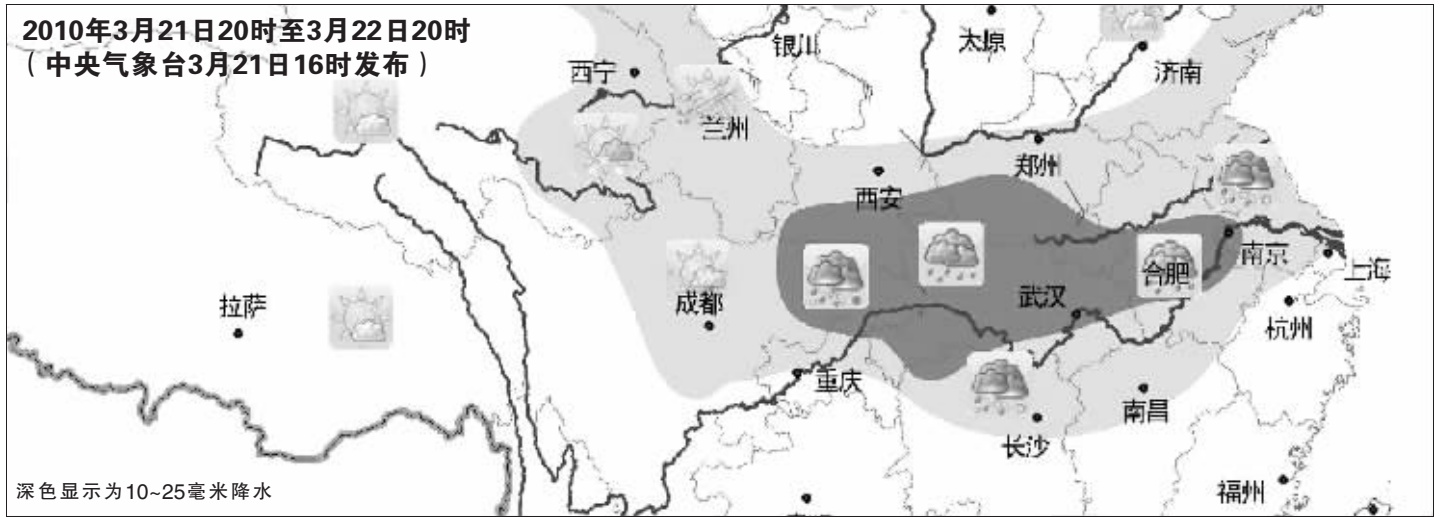 2010年3月21日20时至3月22日20时
（中央气象台3月21日16时发布）
银川
太原
西宁
济南
兰州
郑州
西安
南京
合肥
上海
拉萨
成都
武汉
杭州
重庆
南昌
长沙
福州
深色显示为10~25毫米降水